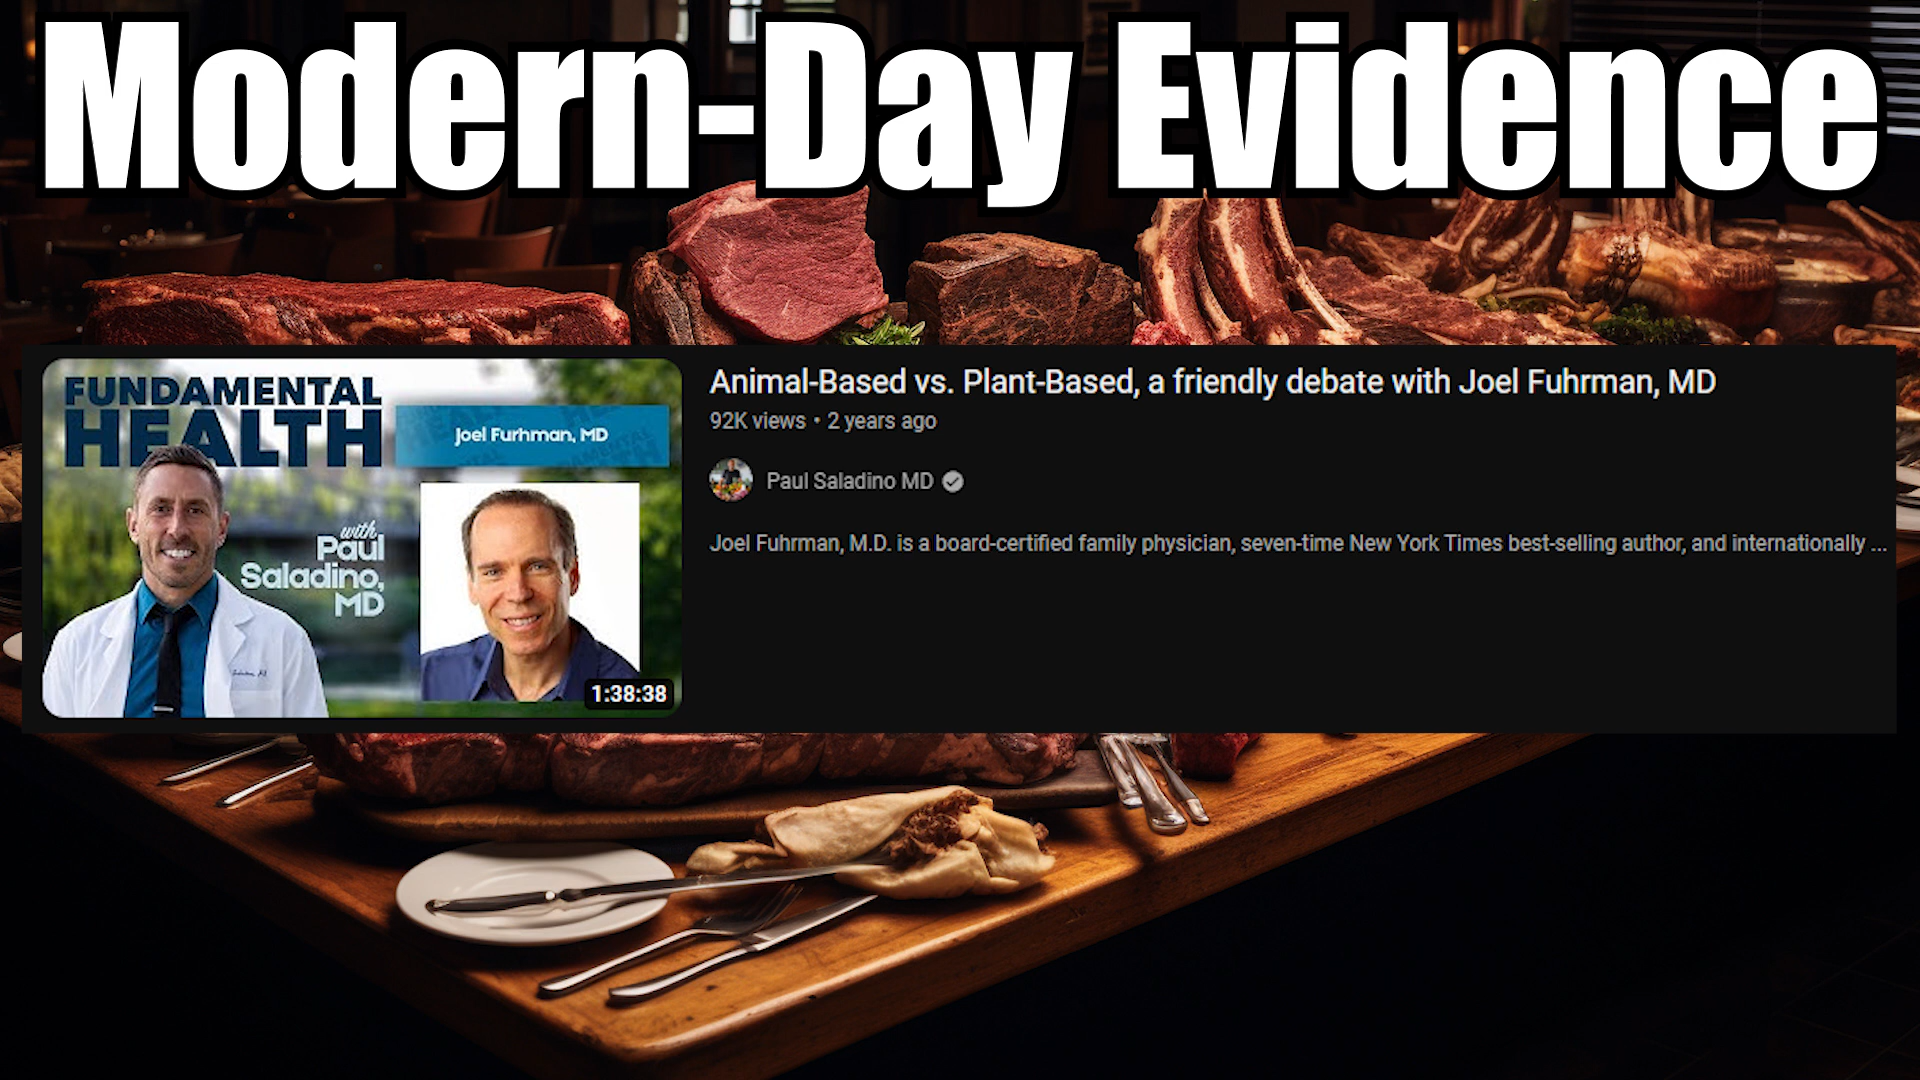 Modern-Day Evidence
FUNDAMENTAL
HEALTH
Joel Furhman, MD
with
Paul
Saladino,
MD
1:38:38
Animal-Based vs. Plant-Based, a friendly debate with Joel Fuhrman, MD
92K views • 2 years ago
Paul Saladino MD
Joel Fuhrman, M.D. is a board-certified family physician, seven-time New York Times best-selling author, and internationally ...